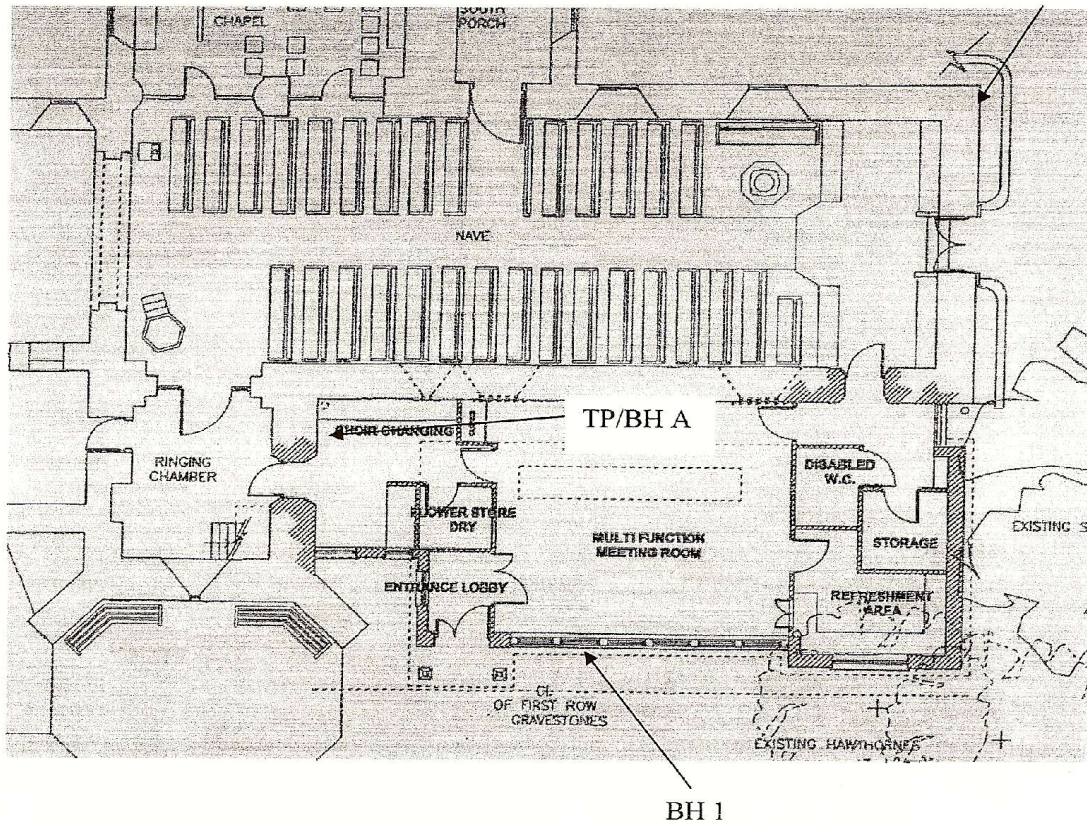 CHAPEL
SOUTH
PORCH
NAVE
TP/BH A
CHOIR CHANGING
RINGING
CHAMBER
DISABLED
W.C.
FLOWER STORE
DRY
MULTI FUNCTION
MEETING ROOM
STORAGE
EXISTING S
ENTRANCE LOBBY
REFRESHMENT
AREA
OF FIRST ROW
GRAVESTONES
EXISTING HAWTHORNES
BH 1